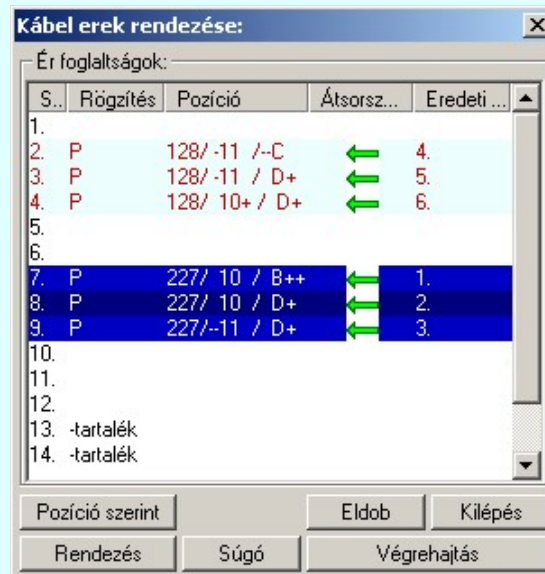 Kábel erek rendezése:
Ér foglaltságok:
S.. Rögzítés Pozíció Átsorsz... Eredeti ...
1.
2. P 128/ -11 /--C 4.
3. P 128/ -11 / D+ 5.
4. P 128/ 10+ / D+ 6.
5.
6.
7. P 227/ 10 / B++ 1.
8. P 227/ 10 / D+ 2.
9. P 227/--11 / D+ 3.
10.
11.
12.
13. -tartalék
14. -tartalék
Pozíció szerint Eldob Kilépés
Rendezés Súgó Végrehajtás